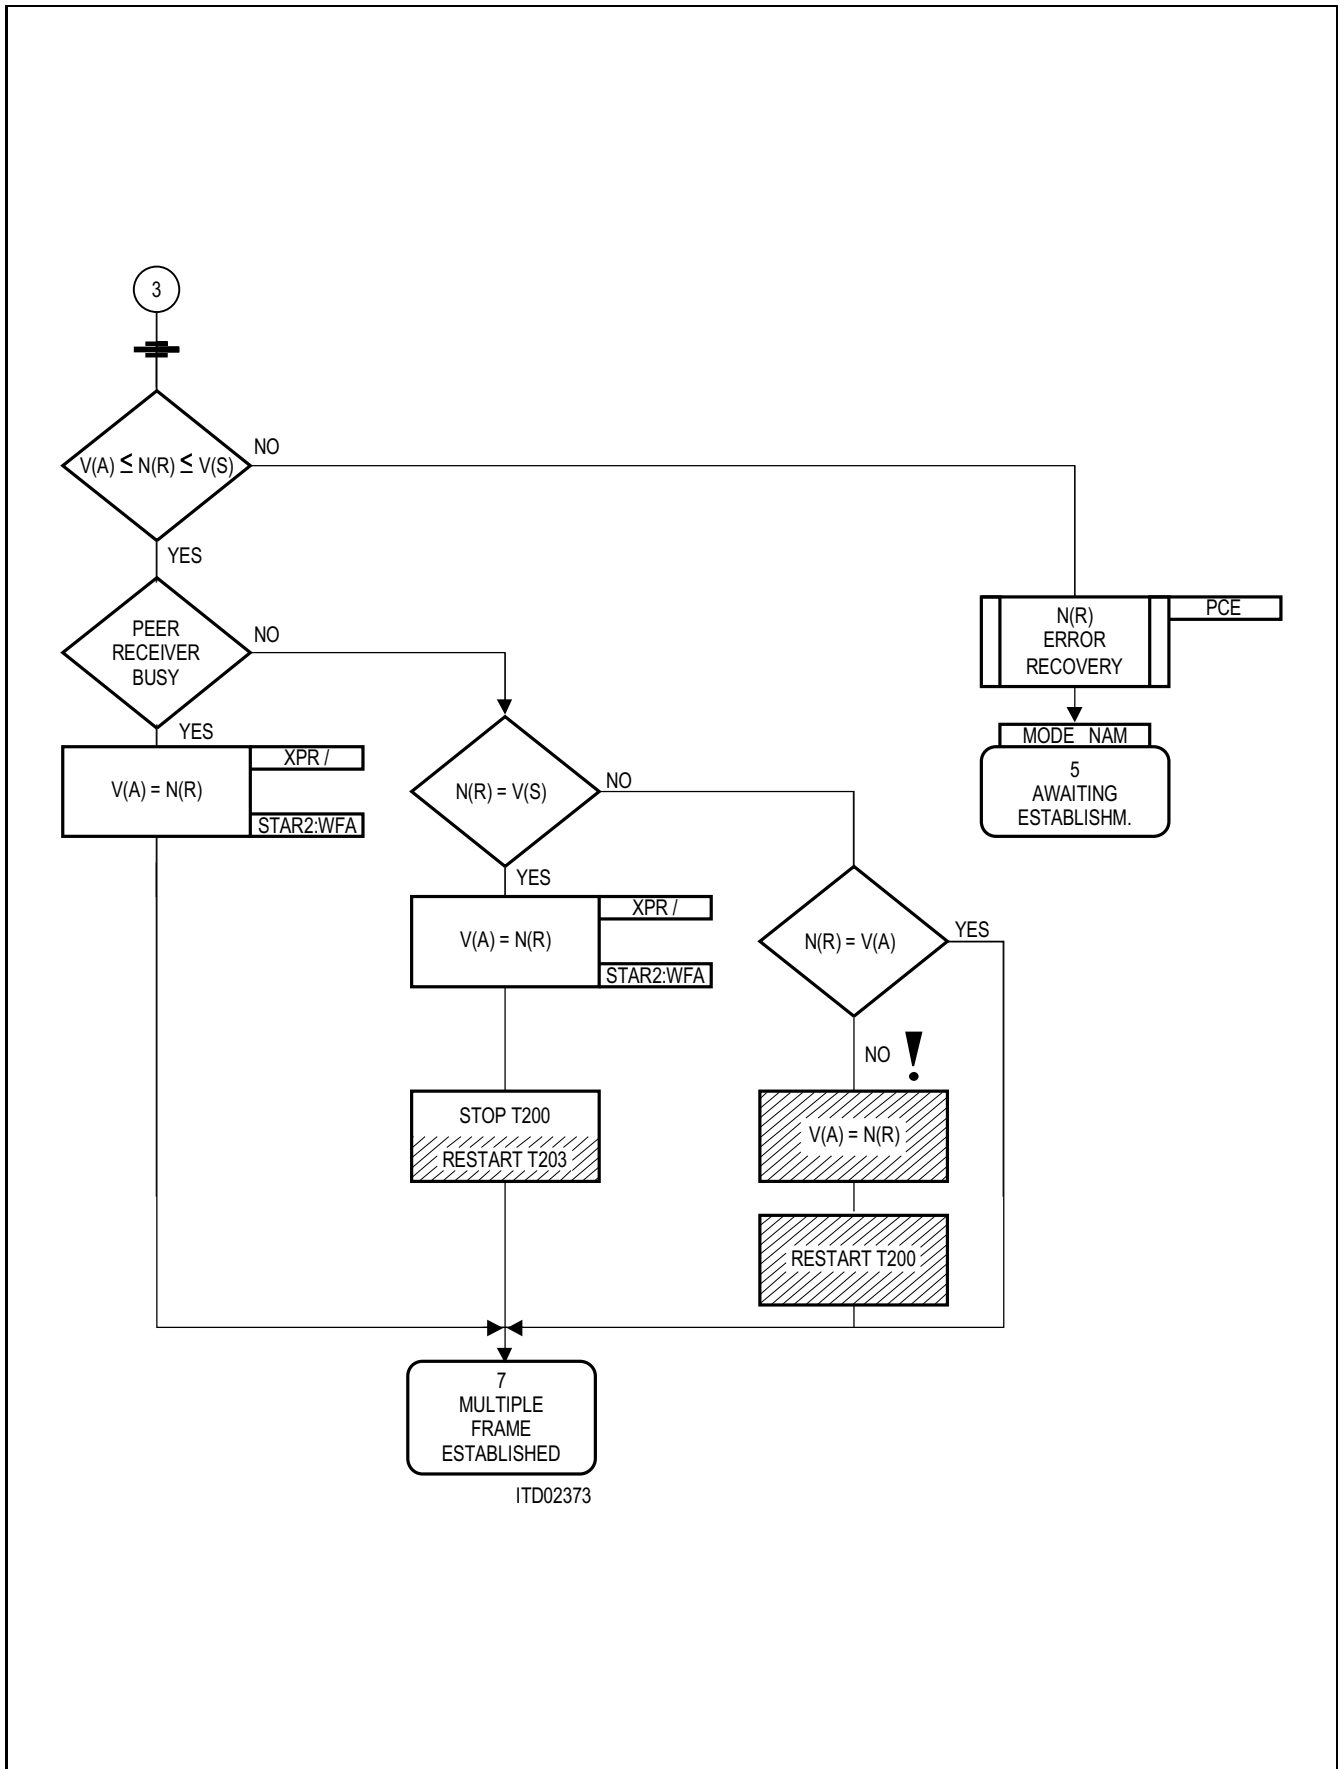 3
V(A) ≤ N(R) ≤ V(S)
NO
YES
PEER
RECEIVER
BUSY
NO
YES
V(A) = N(R)
XPR /
STAR2:WFA
N(R) = V(S)
NO
YES
V(A) = N(R)
XPR /
STAR2:WFA
STOP T200
RESTART T203
N(R) = V(A)
YES
NO !
V(A) = N(R)
RESTART T200
N(R)
ERROR
RECOVERY
PCE
MODE NAM
5
AWAITING
ESTABLISHM.
7
MULTIPLE
FRAME
ESTABLISHED
ITD02373